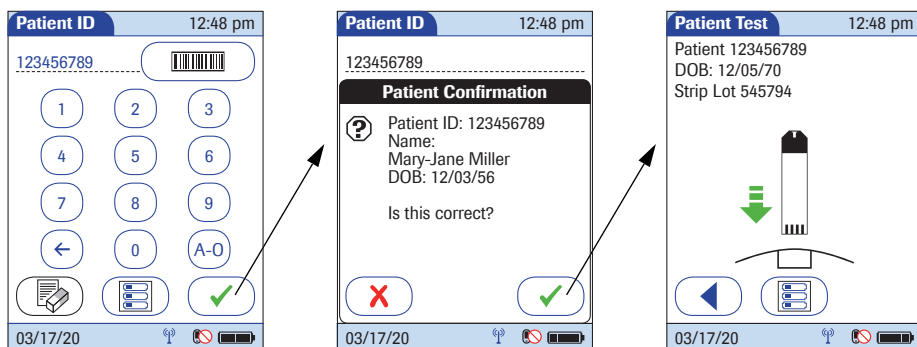 Patient ID 12:48 pm
123456789
1 2 3
4 5 6
7 8 9
0 A-O
03/17/20
Patient ID 12:48 pm
123456789
Patient Confirmation
Patient ID: 123456789
Name:
Mary-Jane Miller
DOB: 12/03/56
Is this correct?
03/17/20
Patient Test 12:48 pm
Patient 123456789
DOB: 12/05/70
Strip Lot 545794
03/17/20